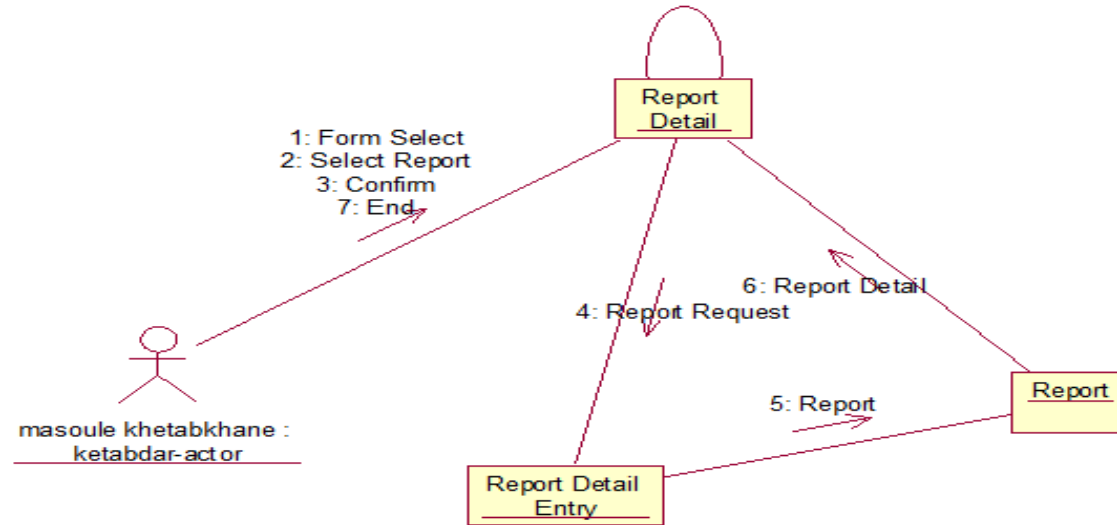 Report
Detail
1: Form Select
2: Select Report
3: Confirm
7: End
6: Report Detail
4: Report Request
Report
5: Report
masoule khetabkhane :
ketabdar-actor
Report Detail
Entry